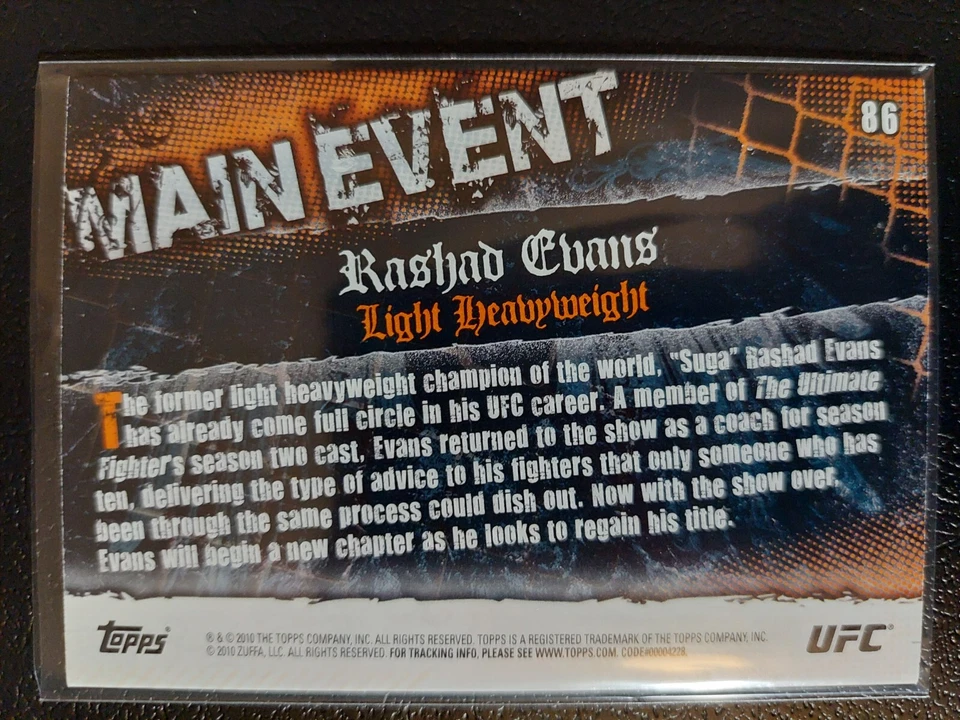 MAIN EVENT
86
Rashad Evans
Light Heavyweight
The former light heavyweight champion of the world, "Suga" Rashad Evans
has already come full circle in his UFC career. A member of The Ultimate
Fighter's season two cast, Evans returned to the show as a coach for season
ten, delivering the type of advice to his fighters that only someone who has
been through the same process could dish out. Now with the show over,
Evans will begin a new chapter as he looks to regain his title.
topps®
® & © 2010 THE TOPPS COMPANY, INC. ALL RIGHTS RESERVED. TOPPS IS A REGISTERED TRADEMARK OF THE TOPPS COMPANY, INC.
© 2010 ZUFFA, LLC. ALL RIGHTS RESERVED. FOR TRACKING INFO, PLEASE SEE WWW.TOPPS.COM. CODE#00004228.
UFC®